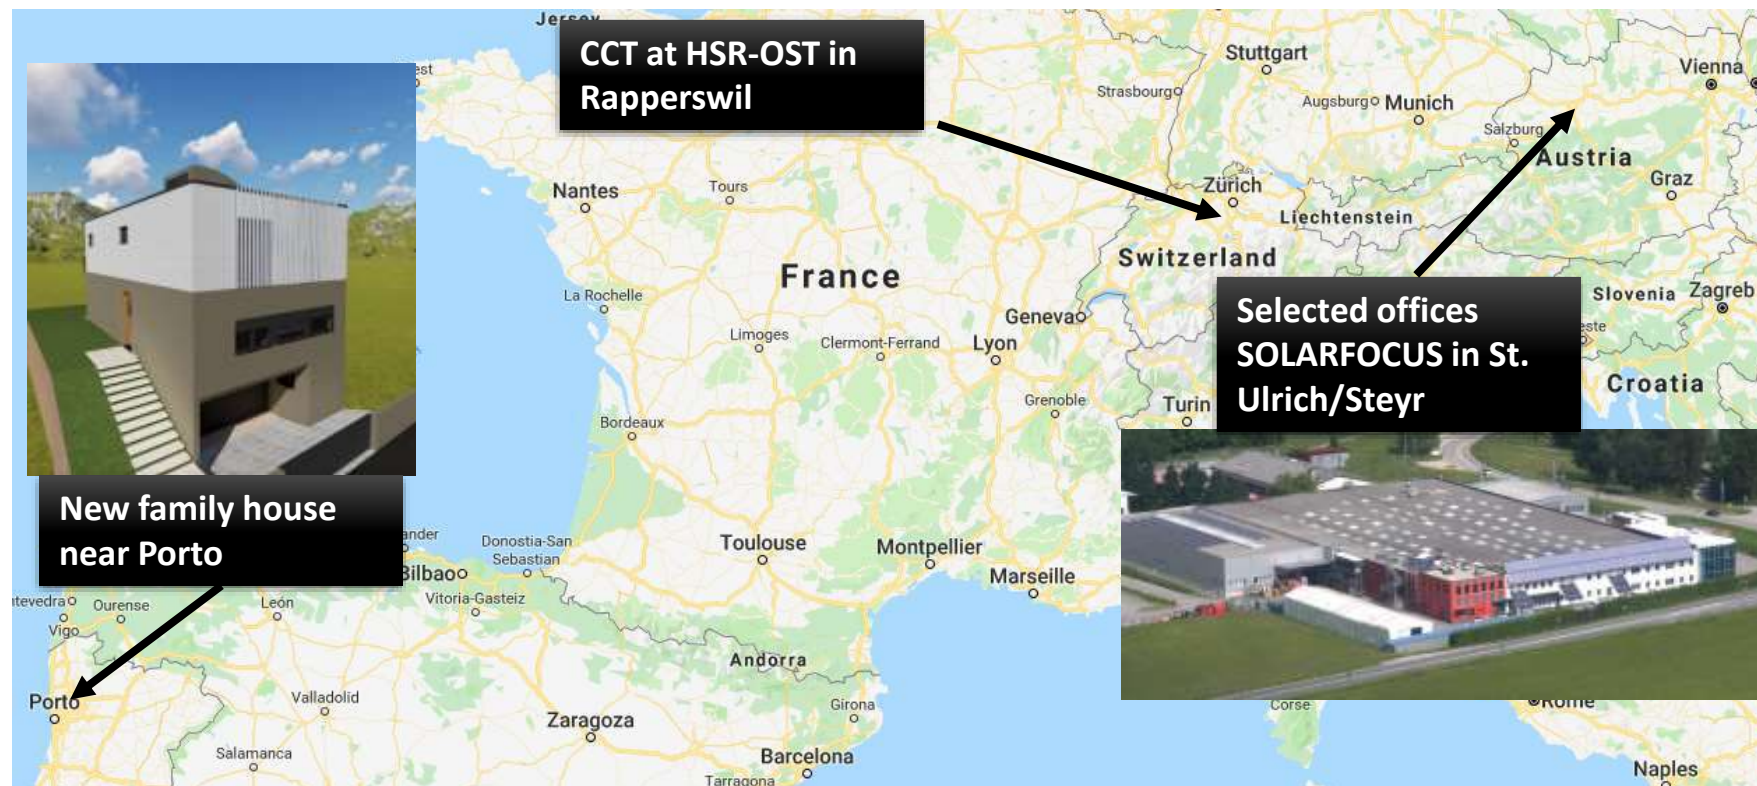 Jersey
CCT at HSR-OST in
Rapperswil
Stuttgart
Strasbourg
Augsburg
Munich
Vienna
Salzburg
Austria
Graz
Nantes
Tours
Zürich
Liechtenstein
Switzerland
France
La Rochelle
Limoges
Clermont-Ferrand
Geneva
Lyon
Slovenia
Zagreb
Selected offices
SOLARFOCUS in St.
Ulrich/Steyr
Grenoble
Turin
Croatia
Bordeaux
New family house
near Porto
Donostia-San
Sebastian
Toulouse
Montpellier
Marseille
Bilbao
Vitoria-Gasteiz
Ourense
León
Vigo
Andorra
Porto
Valladolid
Zaragoza
Girona
Corse
Rome
Salamanca
Barcelona
Tarragona
Naples